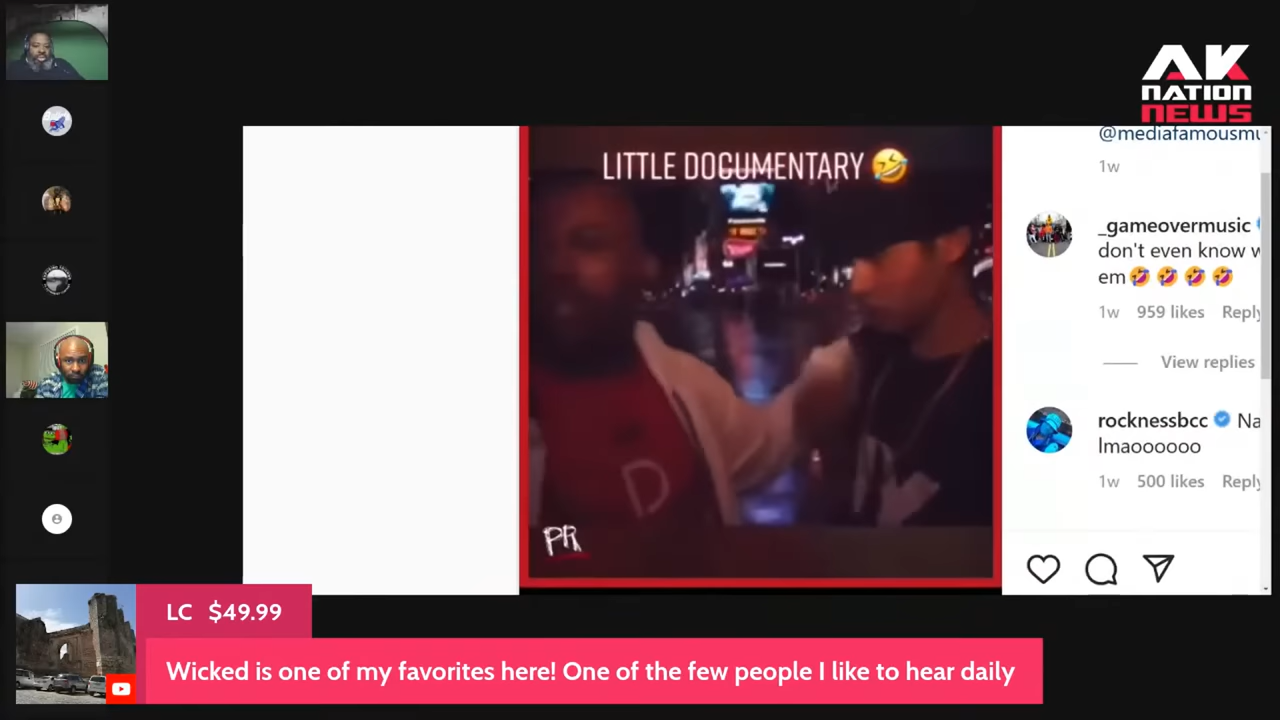 AK
NATION
NEWS
@mediafamousmu
1w
LITTLE DOCUMENTARY 🤣
_gameovermusic
don't even know w
em🤣🤣🤣🤣
1w 959 likes Reply
View replies
rocknessbcc Na
lmaoooooo
1w 500 likes Reply
D
PR
LC $49.99
Wicked is one of my favorites here! One of the few people I like to hear daily